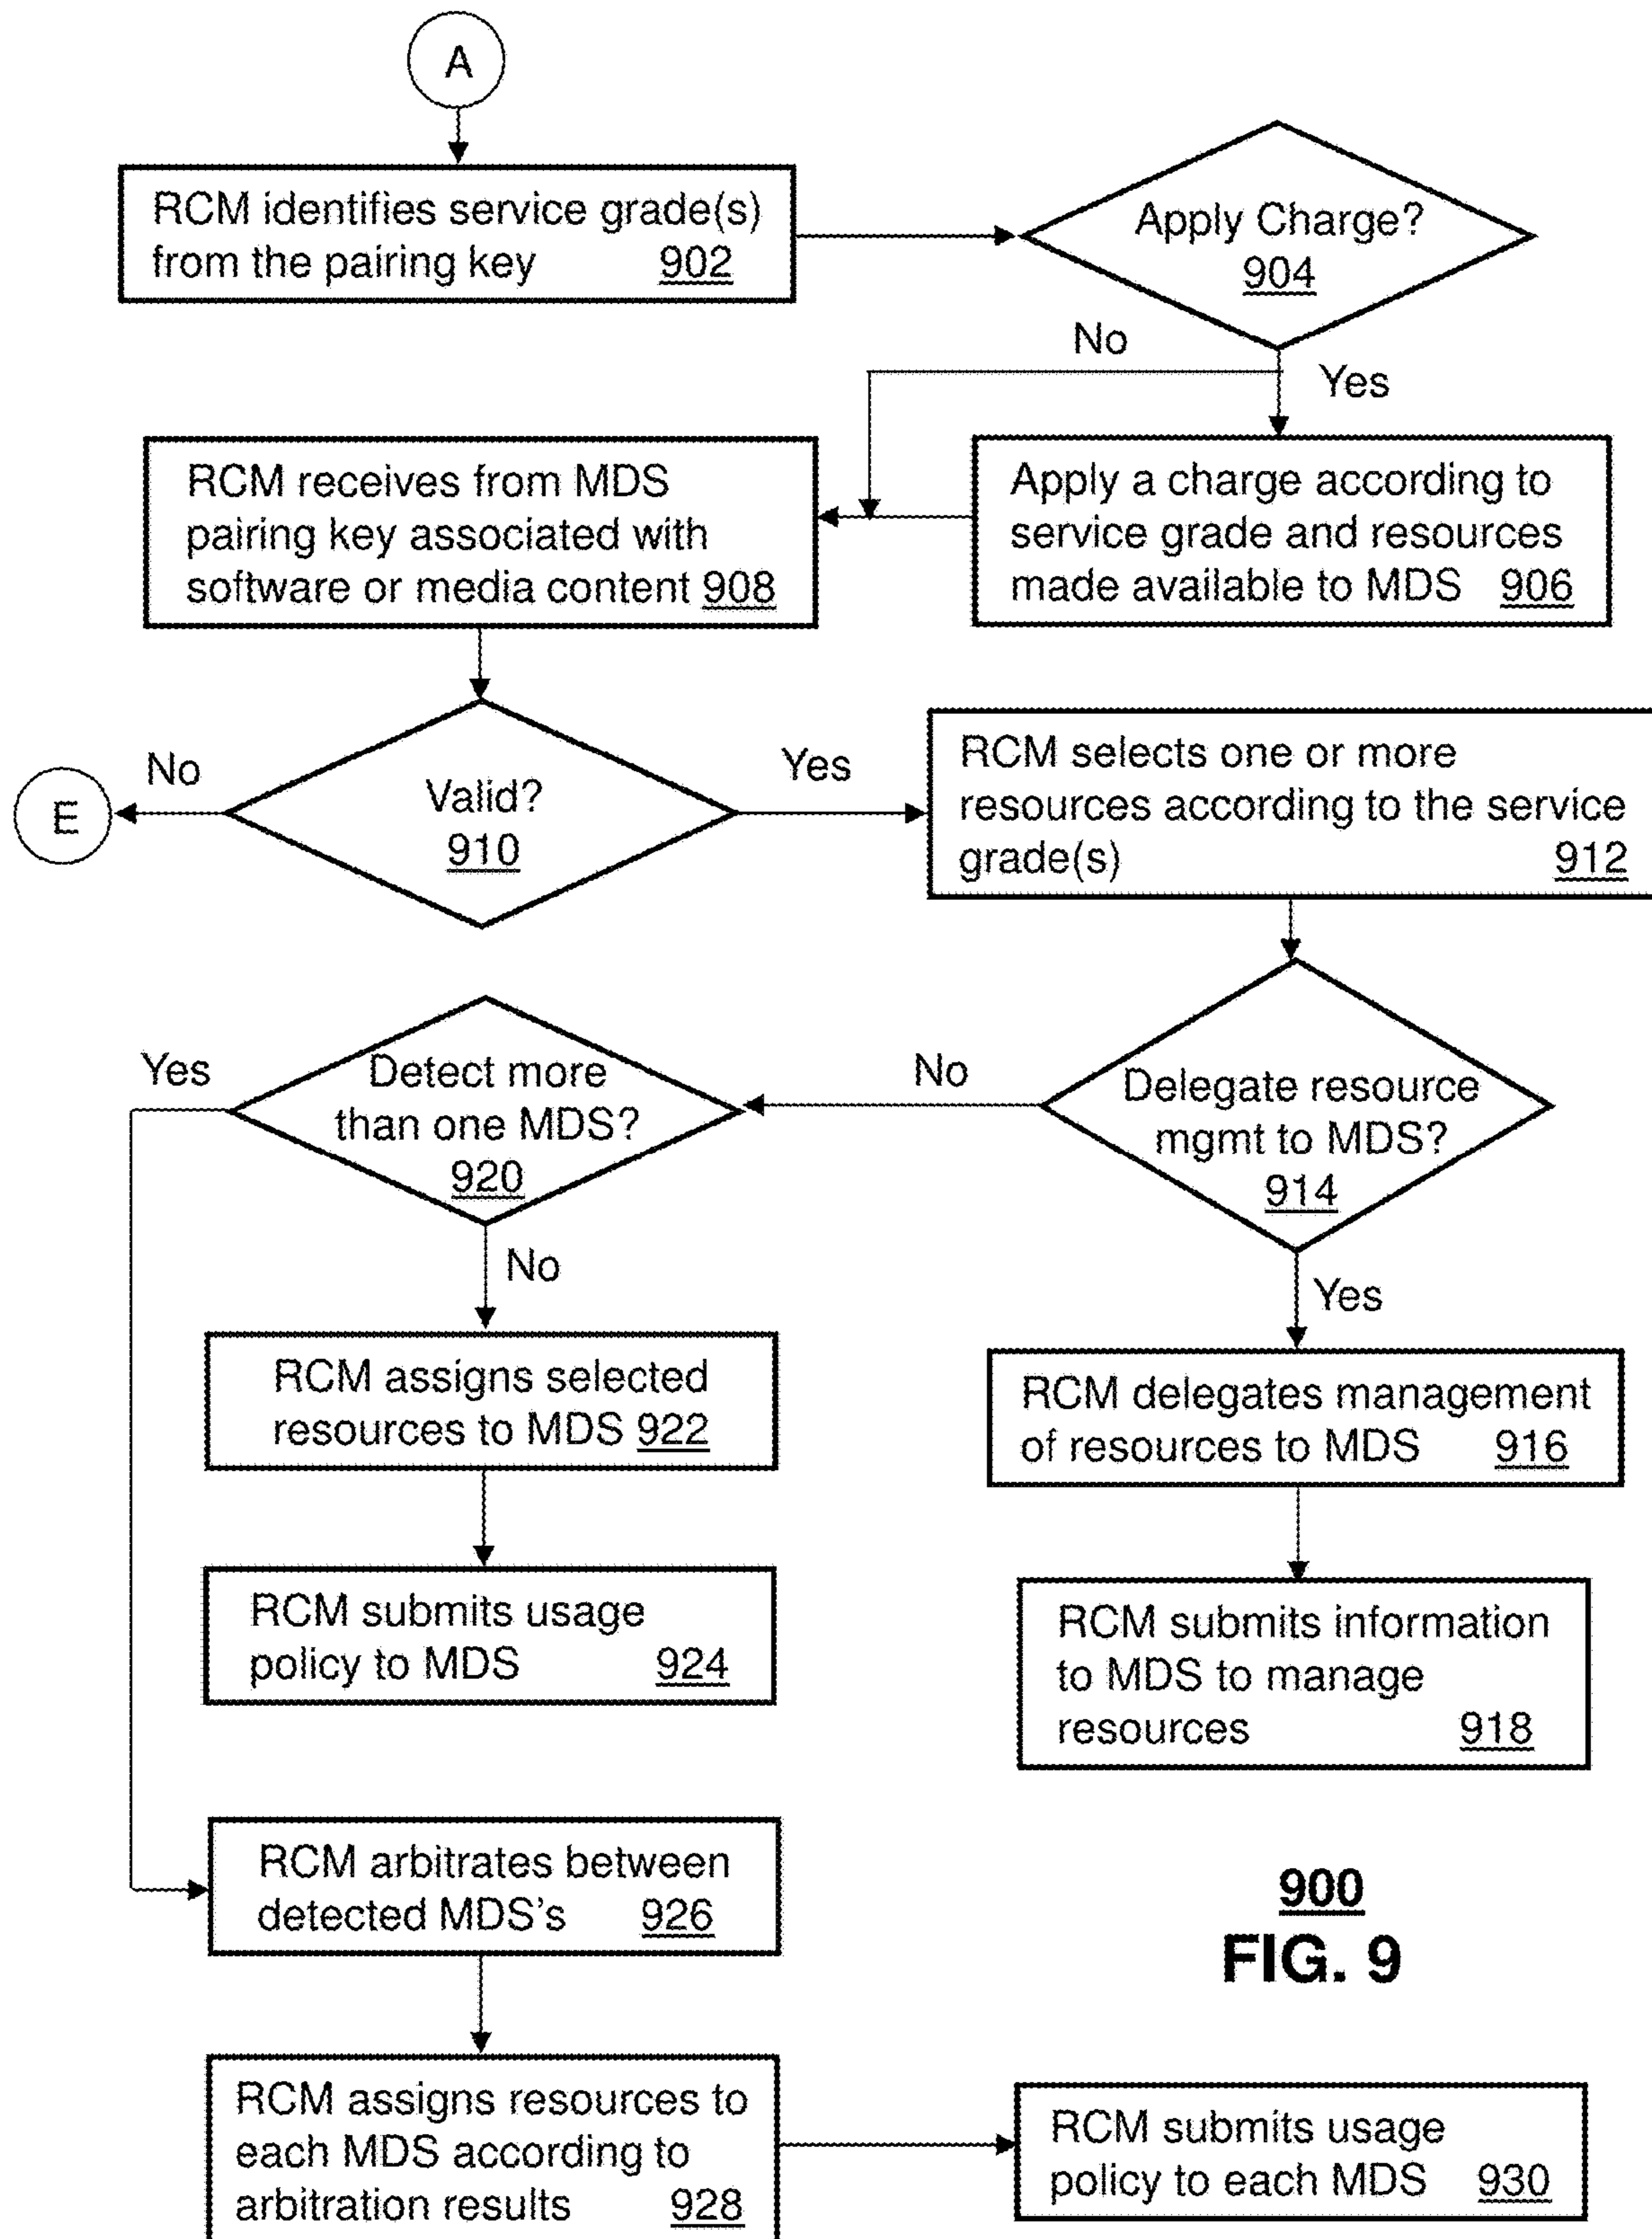 A
RCM identifies service grade(s)
from the pairing key 902
Apply Charge?
904
No
Yes
RCM receives from MDS
pairing key associated with
software or media content 908
Apply a charge according to
service grade and resources
made available to MDS 906
No
E
Valid?
910
Yes
RCM selects one or more
resources according to the service
grade(s) 912
Yes
Detect more
than one MDS?
920
No
Delegate resource
mgmt to MDS?
914
No
Yes
RCM assigns selected
resources to MDS 922
RCM delegates management
of resources to MDS 916
RCM submits usage
policy to MDS 924
RCM submits information
to MDS to manage
resources 918
RCM arbitrates between
detected MDS's 926
900
FIG. 9
RCM assigns resources to
each MDS according to
arbitration results 928
RCM submits usage
policy to each MDS 930